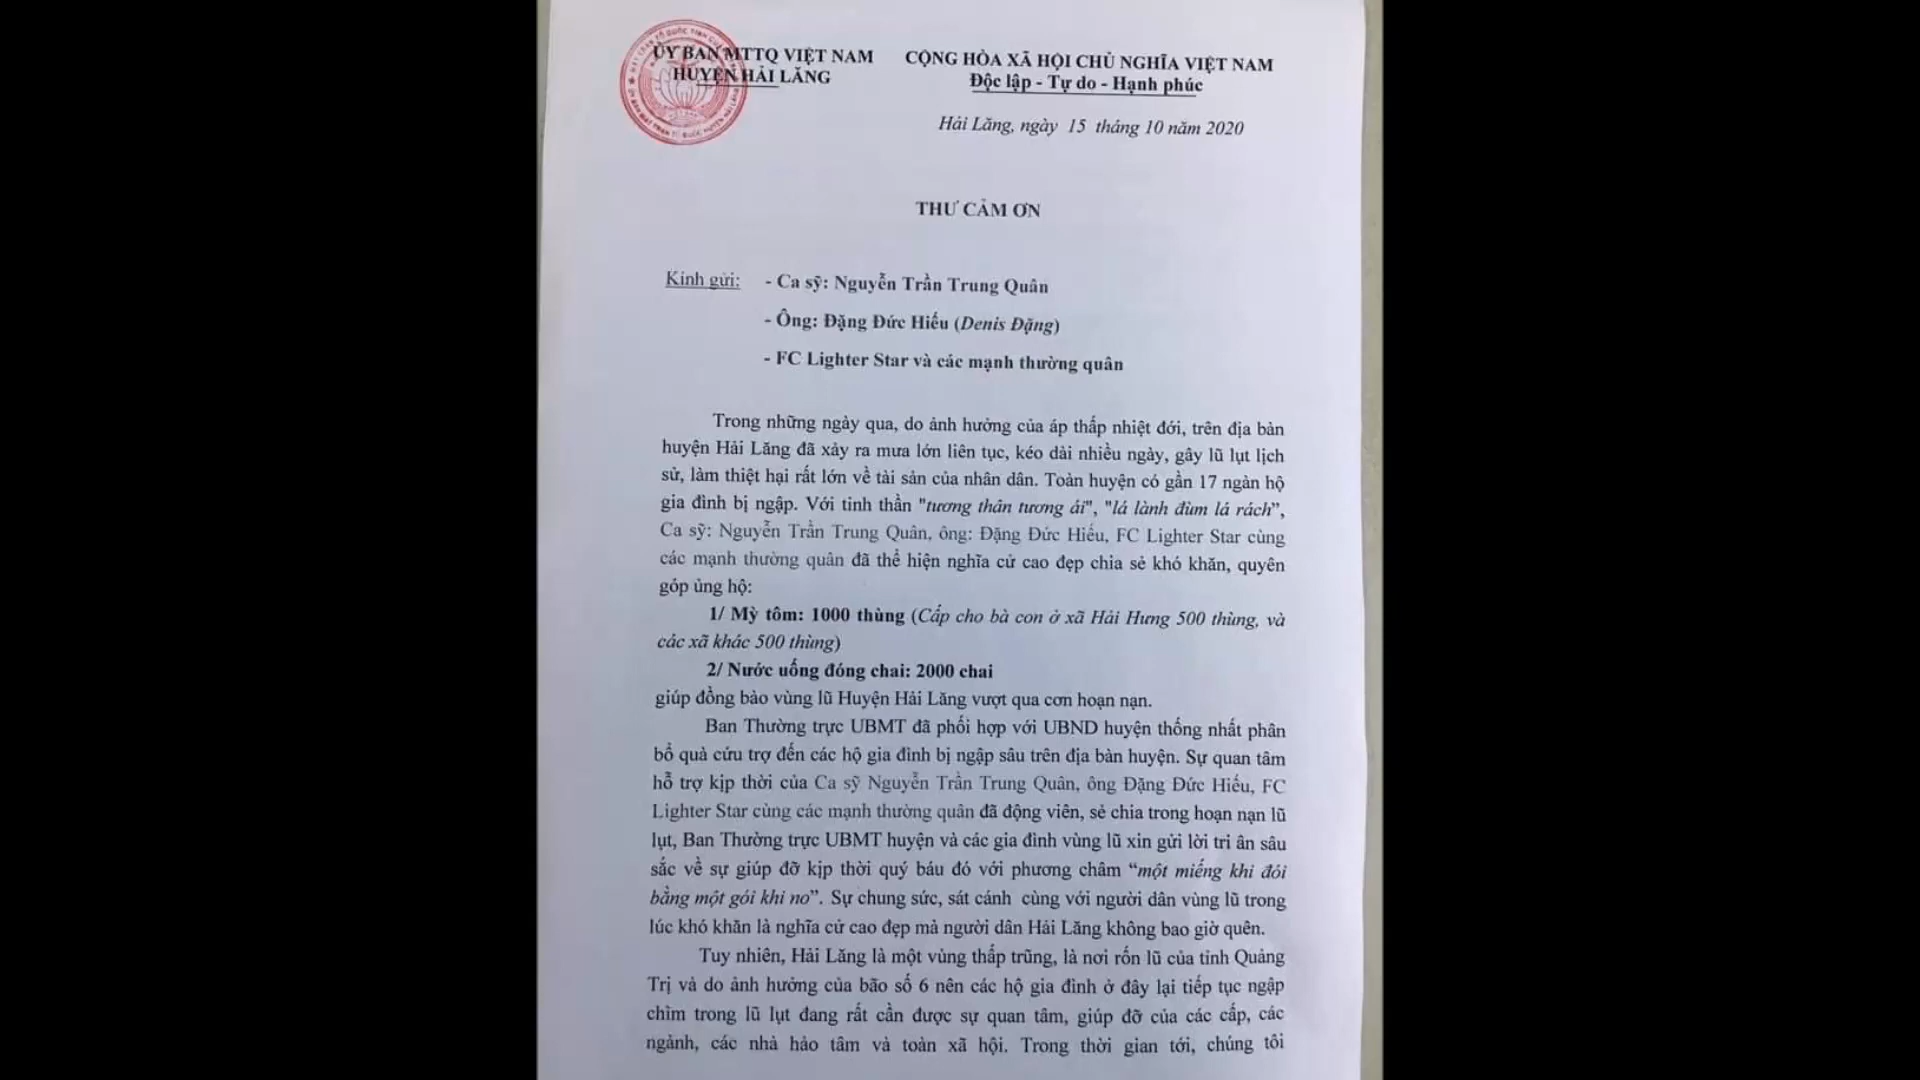 ỦY BAN MTTQ VIỆT NAM
HUYỆN HẢI LĂNG
CỘNG HÒA XÃ HỘI CHỦ NGHĨA VIỆT NAM
Độc lập - Tự do - Hạnh phúc
Hải Lăng, ngày 15 tháng 10 năm 2020
THƯ CẢM ƠN
Kính gửi: - Ca sỹ: Nguyễn Trần Trung Quân
- Ông: Đặng Đức Hiếu (Denis Đặng)
- FC Lighter Star và các mạnh thường quân
Trong những ngày qua, do ảnh hưởng của áp thấp nhiệt đới, trên địa bàn
huyện Hải Lăng đã xảy ra mưa lớn liên tục, kéo dài nhiều ngày, gây lũ lụt lịch
sử, làm thiệt hại rất lớn về tài sản của nhân dân. Toàn huyện có gần 17 ngàn hộ
gia đình bị ngập. Với tinh thần "tương thân tương ái", "lá lành đùm lá rách”,
Ca sỹ: Nguyễn Trần Trung Quân, ông: Đặng Đức Hiếu, FC Lighter Star cùng
các mạnh thường quân đã thể hiện nghĩa cử cao đẹp chia sẻ khó khăn, quyên
góp ủng hộ:
1/ Mỳ tôm: 1000 thùng (Cấp cho bà con ở xã Hải Hưng 500 thùng, và
các xã khác 500 thùng)
2/ Nước uống đóng chai: 2000 chai
giúp đồng bào vùng lũ Huyện Hải Lăng vượt qua cơn hoạn nạn.
Ban Thường trực UBMT đã phối hợp với UBND huyện thống nhất phân
bổ quà cứu trợ đến các hộ gia đình bị ngập sâu trên địa bàn huyện. Sự quan tâm
hỗ trợ kịp thời của Ca sỹ Nguyễn Trần Trung Quân, ông Đặng Đức Hiếu, FC
Lighter Star cùng các mạnh thường quân đã động viên, sẻ chia trong hoạn nạn lũ
lụt, Ban Thường trực UBMT huyện và các gia đình vùng lũ xin gửi lời tri ân sâu
sắc về sự giúp đỡ kịp thời quý báu đó với phương châm “một miếng khi đói
bằng một gói khi no”. Sự chung sức, sát cánh cùng với người dân vùng lũ trong
lúc khó khăn là nghĩa cử cao đẹp mà người dân Hải Lăng không bao giờ quên.
Tuy nhiên, Hải Lăng là một vùng thấp trũng, là nơi rốn lũ của tỉnh Quảng
Trị và do ảnh hưởng của bão số 6 nên các hộ gia đình ở đây lại tiếp tục ngập
chìm trong lũ lụt đang rất cần được sự quan tâm, giúp đỡ của các cấp, các
ngành, các nhà hảo tâm và toàn xã hội. Trong thời gian tới, chúng tôi